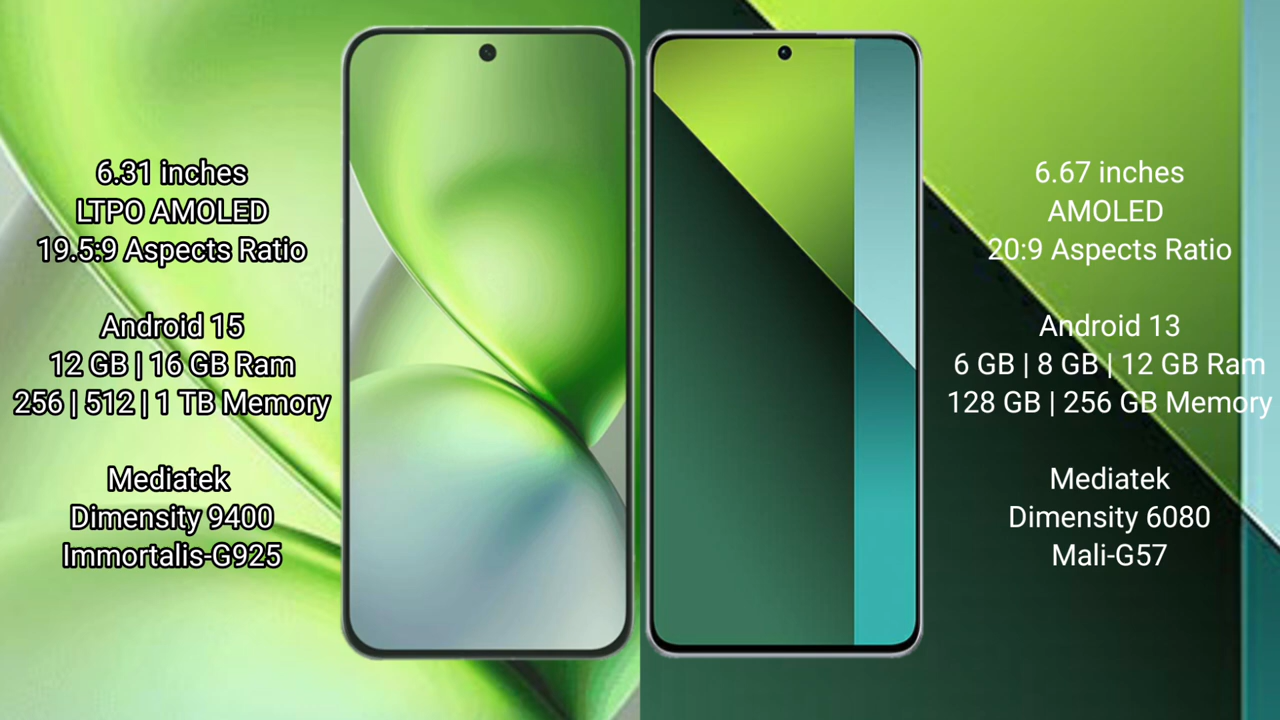 6.31 inches
LTPO AMOLED
19.5:9 Aspects Ratio
Android 15
12 GB | 16 GB Ram
256 | 512 | 1 TB Memory
Mediatek
Dimensity 9400
Immortalis-G925
6.67 inches
AMOLED
20:9 Aspects Ratio
Android 13
6 GB | 8 GB | 12 GB Ram
128 GB | 256 GB Memory
Mediatek
Dimensity 6080
Mali-G57